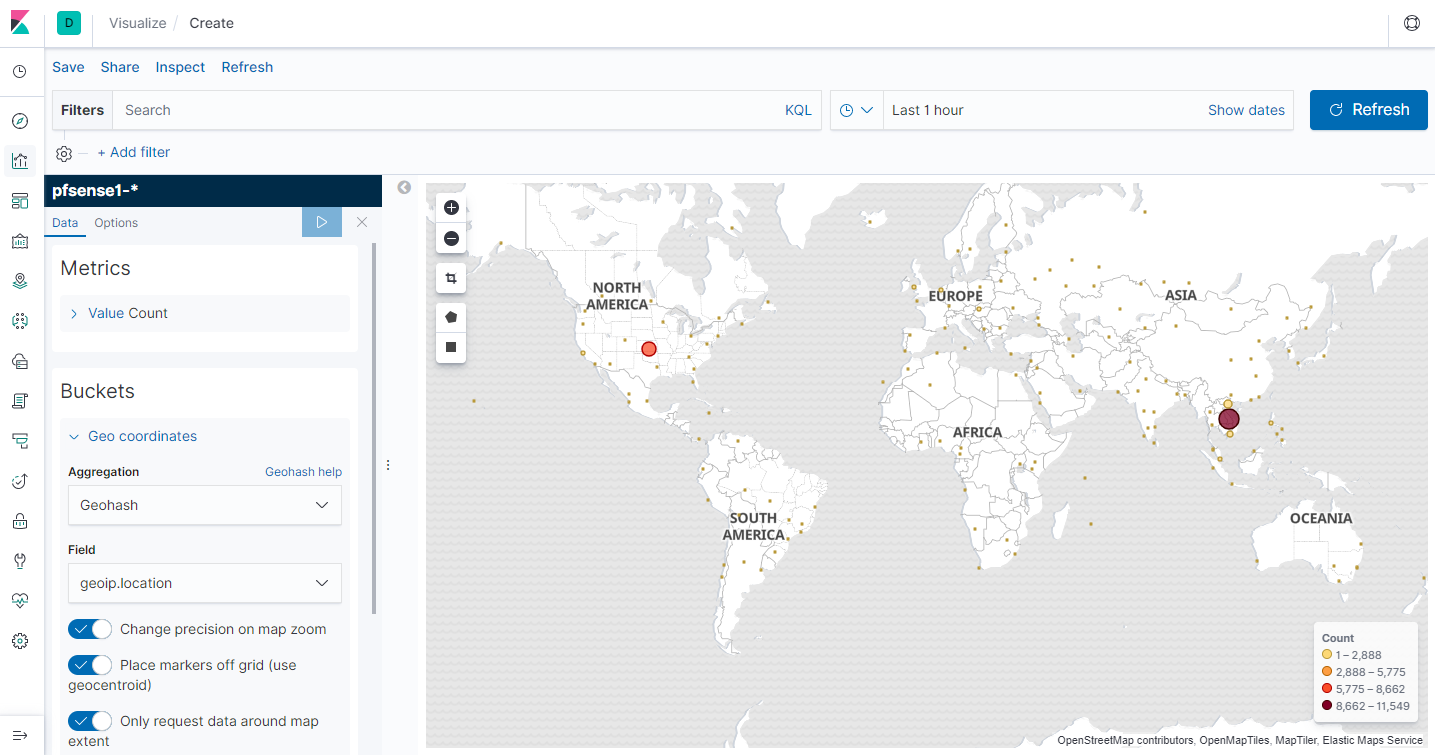 D
Visualize / Create
Save Share Inspect Refresh
Filters Search KQL Last 1 hour Show dates Refresh
+ Add filter
pfsense1-*
Data Options
Metrics
Value Count
Buckets
Geo coordinates
Aggregation Geohash help
Geohash
Field
geoip.location
Change precision on map zoom
Place markers off grid (use
geocentroid)
Only request data around map
extent
NORTH
AMERICA
EUROPE
ASIA
AFRICA
SOUTH
AMERICA
OCEANIA
Count
1 – 2,888
2,888 – 5,775
5,775 – 8,662
8,662 – 11,549
OpenStreetMap contributors, OpenMapTiles, MapTiler, Elastic Maps Service